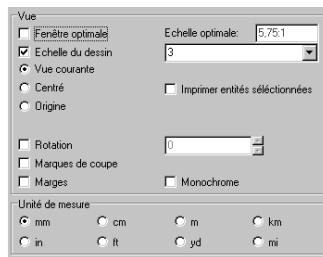 Vue
Fenêtre optimale
Echelle optimale: 5,75:1
Echelle du dessin
3
Vue courante
Centré
Imprimer entités séléctionnées
Origine
Rotation
0
Marques de coupe
Marges
Monochrome
Unité de mesure
mm cm m km
in ft yd mi